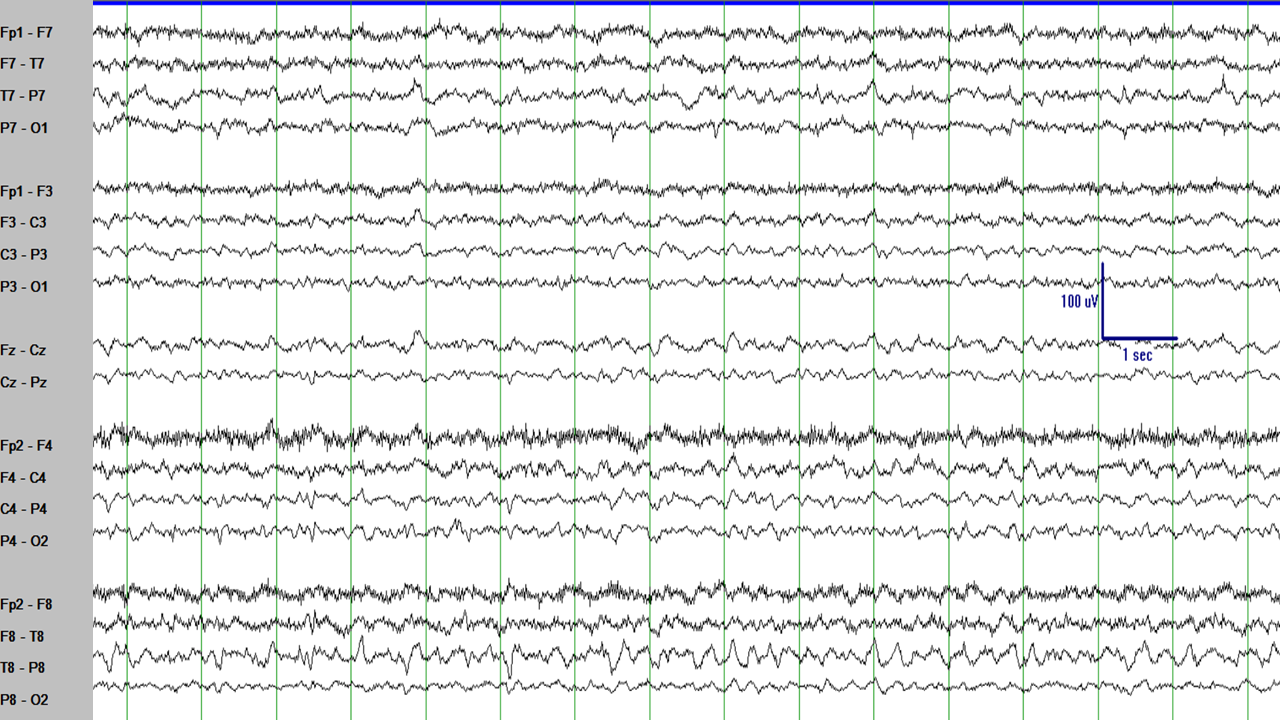 Fp1 - F7
F7 - T7
T7 - P7
P7 - O1
Fp1 - F3
F3 - C3
C3 - P3
P3 - O1
100 uV
1 sec
Fz - Cz
Cz - Pz
Fp2 - F4
F4 - C4
C4 - P4
P4 - O2
Fp2 - F8
F8 - T8
T8 - P8
P8 - O2